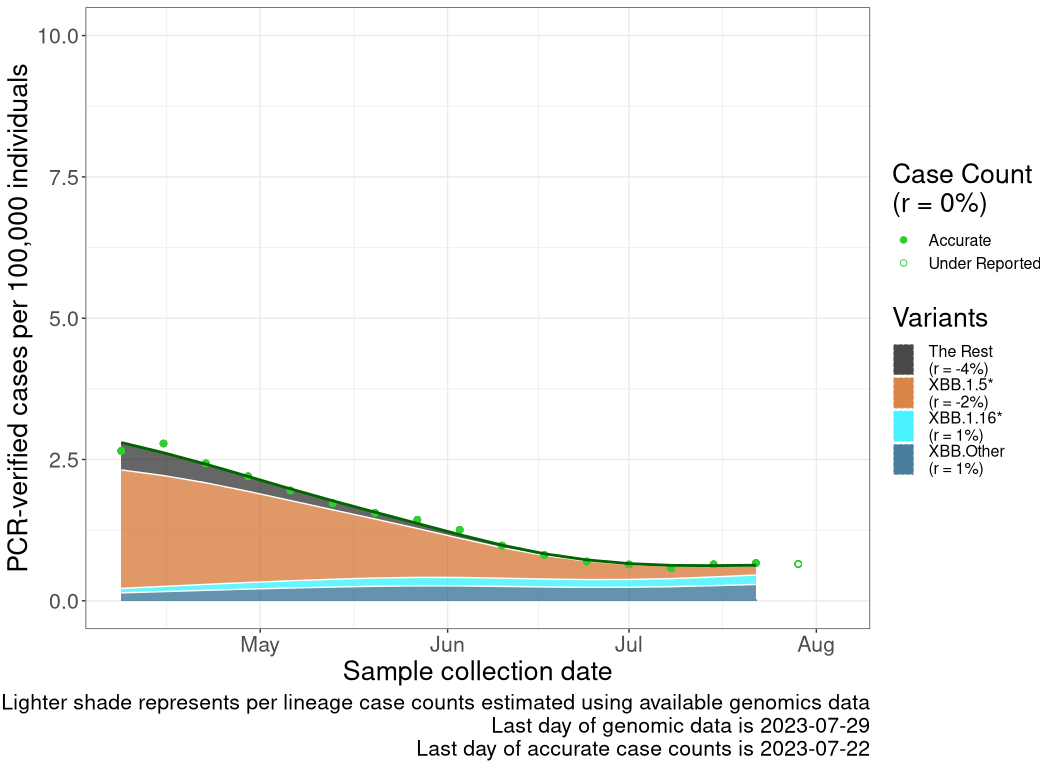 PCR-verified cases per 100,000 individuals
10.0
7.5
5.0
2.5
0.0
May
Jun
Jul
Aug
Sample collection date
Case Count
(r = 0%)
Accurate
Under Reported
Variants
The Rest
(r = -4%)
XBB.1.5*
(r = -2%)
XBB.1.16*
(r = 1%)
XBB.Other
(r = 1%)
Lighter shade represents per lineage case counts estimated using available genomics data
Last day of genomic data is 2023-07-29
Last day of accurate case counts is 2023-07-22